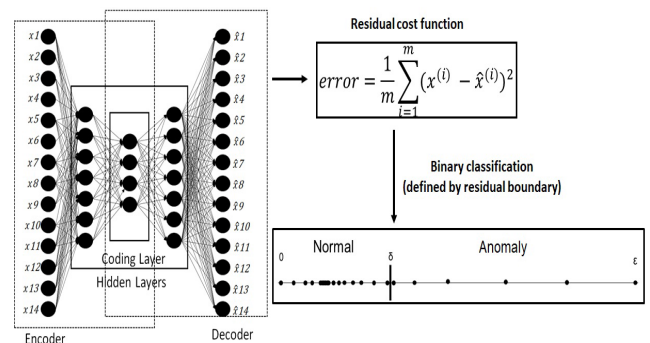 x1
x2
x3
x4
x5
x6
x7
x8
x9
x10
x11
x12
x13
x14
Encoder
Coding Layer
Hidden Layers
x̂1
x̂2
x̂3
x̂4
x̂5
x̂6
x̂7
x̂8
x̂9
x̂10
x̂11
x̂12
x̂13
x̂14
Decoder
Residual cost function
error = 1/m ∑_{i=1}^{m} (x^{(i)} − x̂^{(i)})²
Binary classification
(defined by residual boundary)
Normal
Anomaly
0
δ
ε